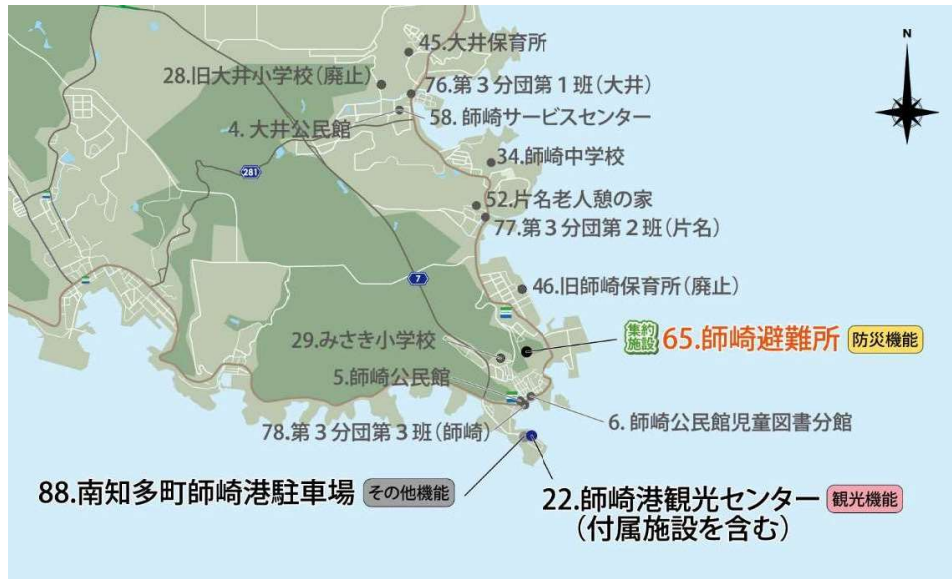 N
45.大井保育所
28.旧大井小学校(廃止)
76.第3分団第1班(大井)
58.師崎サービスセンター
4.大井公民館
34.師崎中学校
281
52.片名老人憩の家
77.第3分団第2班(片名)
7
46.旧師崎保育所(廃止)
集約施設 65.師崎避難所 防災機能
29.みさき小学校
5.師崎公民館
6.師崎公民館児童図書分館
78.第3分団第3班(師崎)
88.南知多町師崎港駐車場 その他機能
22.師崎港観光センター 観光機能
(付属施設を含む)